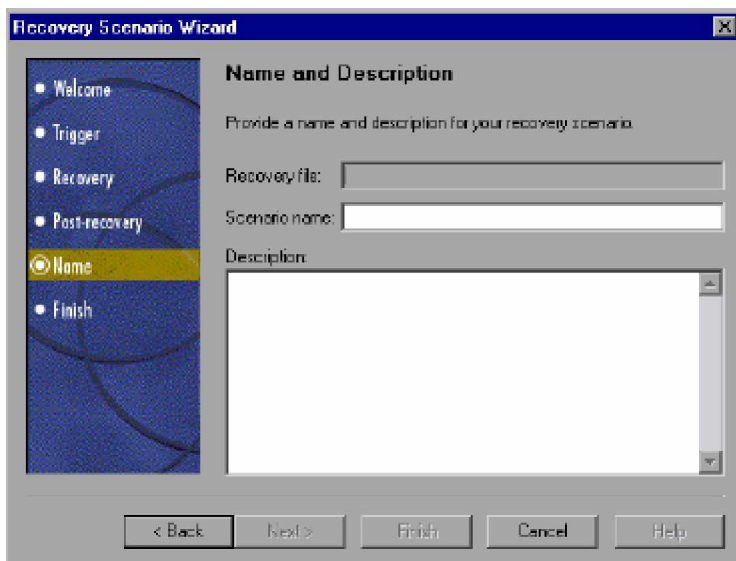 Recovery Scenario Wizard
Welcome
Trigger
Recovery
Post-recovery
Name
Finish
Name and Description
Provide a name and description for your recovery scenario.
Recovery file:
Scenario name:
Description:
< Back
Next >
Finish
Cancel
Help